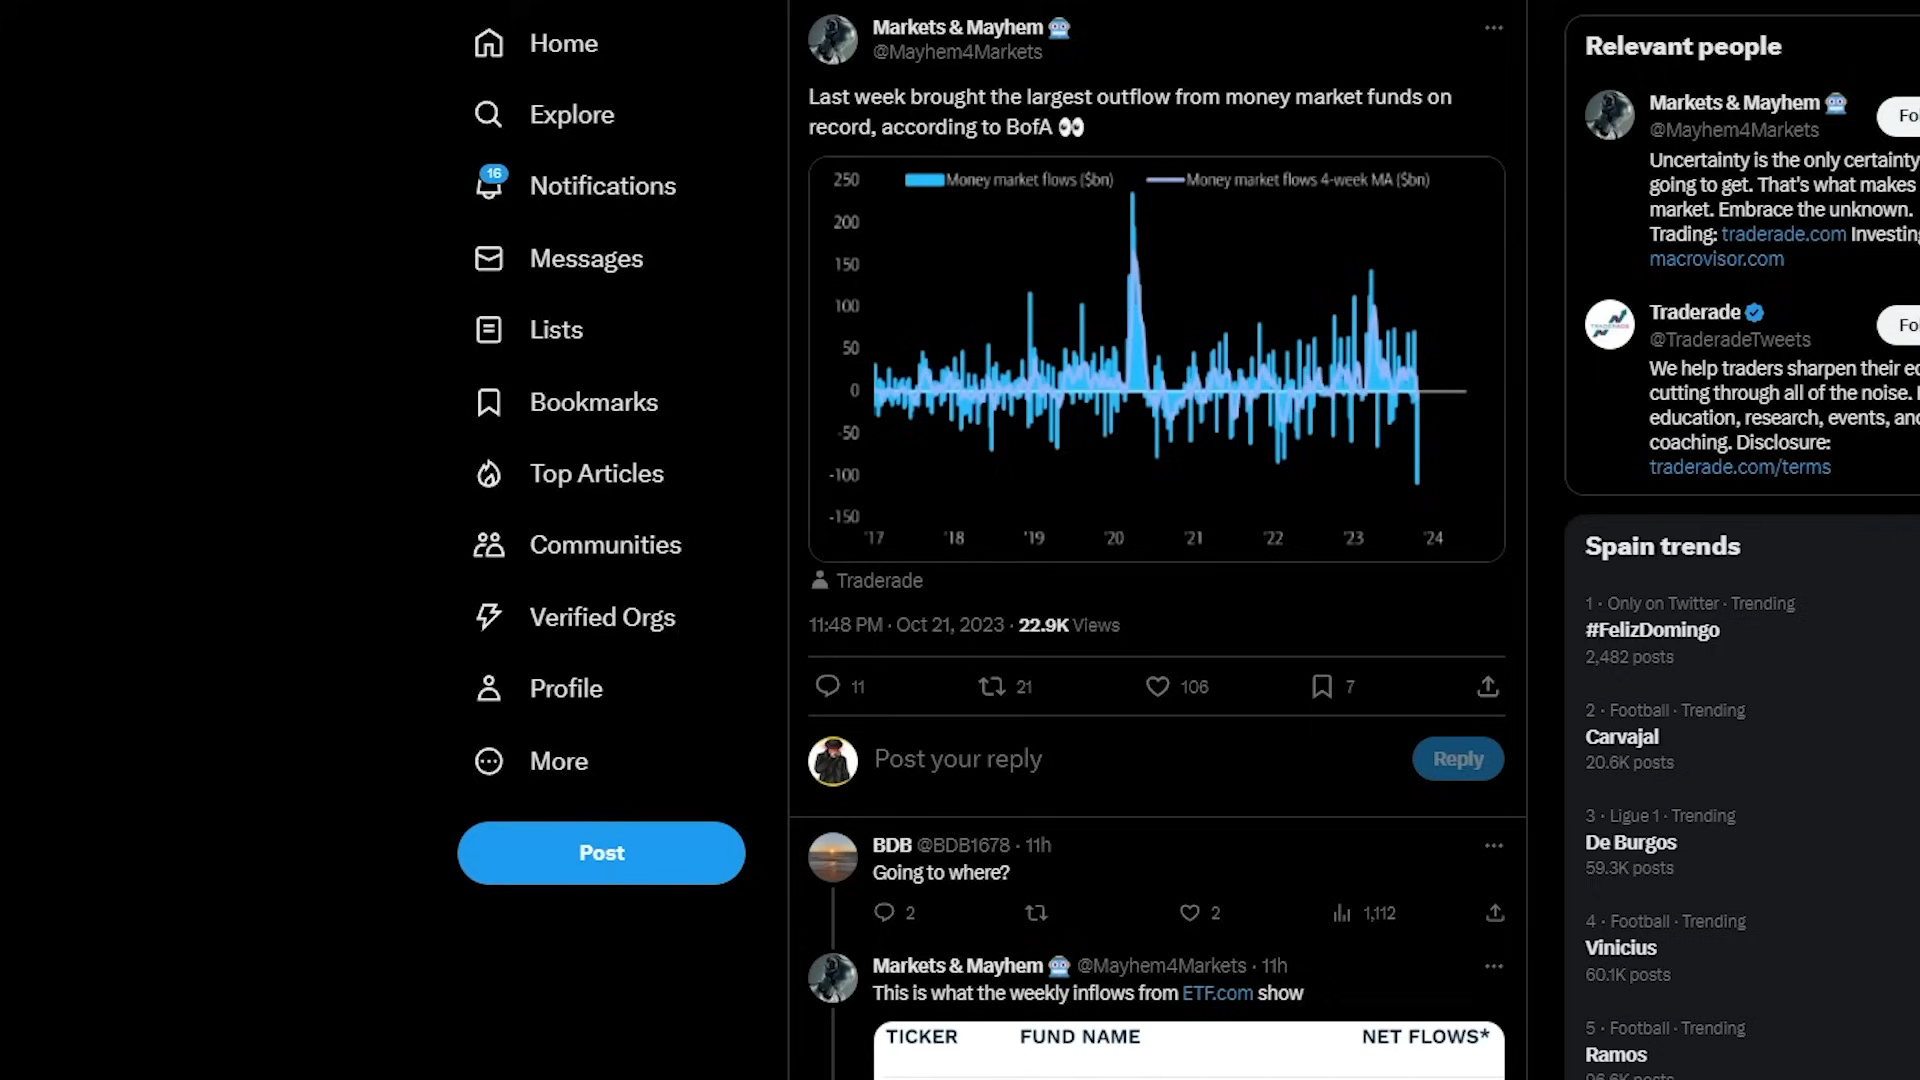 Home
Explore
16
Notifications
Messages
Lists
Bookmarks
Top Articles
Communities
Verified Orgs
Profile
More
Post
Markets & Mayhem
@Mayhem4Markets
Last week brought the largest outflow from money market funds on
record, according to BofA 👀
Money market flows ($bn)
Money market flows 4-week MA ($bn)
250
200
150
100
50
0
-50
-100
-150
'17 '18 '19 '20 '21 '22 '23 '24
Traderade
11:48 PM · Oct 21, 2023 · 22.9K Views
11 21 106 7
Post your reply
Reply
BDB @BDB1678 · 11h
Going to where?
2 2 1,112
Markets & Mayhem @Mayhem4Markets · 11h
This is what the weekly inflows from ETF.com show
TICKER FUND NAME NET FLOWS*
Relevant people
Markets & Mayhem
@Mayhem4Markets
Fol
Uncertainty is the only certainty
going to get. That's what makes
market. Embrace the unknown.
Trading: traderade.com Investing
macrovisor.com
Traderade
@TraderadeTweets
Fol
We help traders sharpen their ed
cutting through all of the noise.
education, research, events, and
coaching. Disclosure:
traderade.com/terms
Spain trends
1 · Only on Twitter · Trending
#FelizDomingo
2,482 posts
2 · Football · Trending
Carvajal
20.6K posts
3 · Ligue 1 · Trending
De Burgos
59.3K posts
4 · Football · Trending
Vinicius
60.1K posts
5 · Football · Trending
Ramos